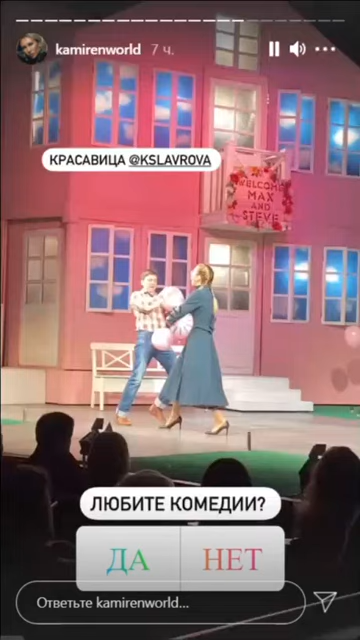 kamirenworld 7 ч.
КРАСАВИЦА @KSLAVROVA
WELCOME
MAX
AND
STEVE
ЛЮБИТЕ КОМЕДИИ?
ДА НЕТ
Ответьте kamirenworld...